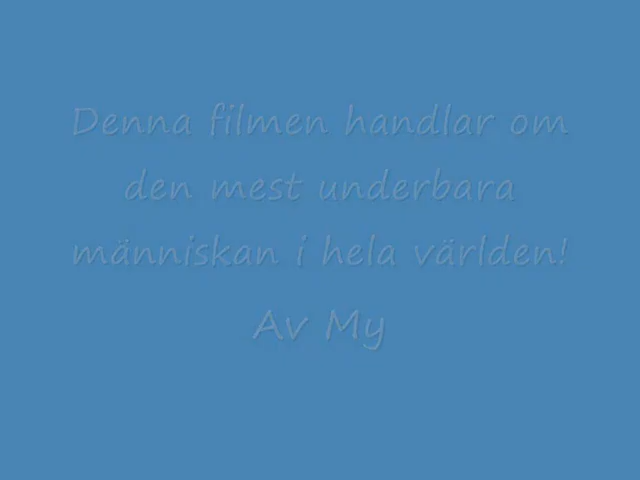 Denna filmen handlar om
den mest underbara
människan i hela världen!
Av My